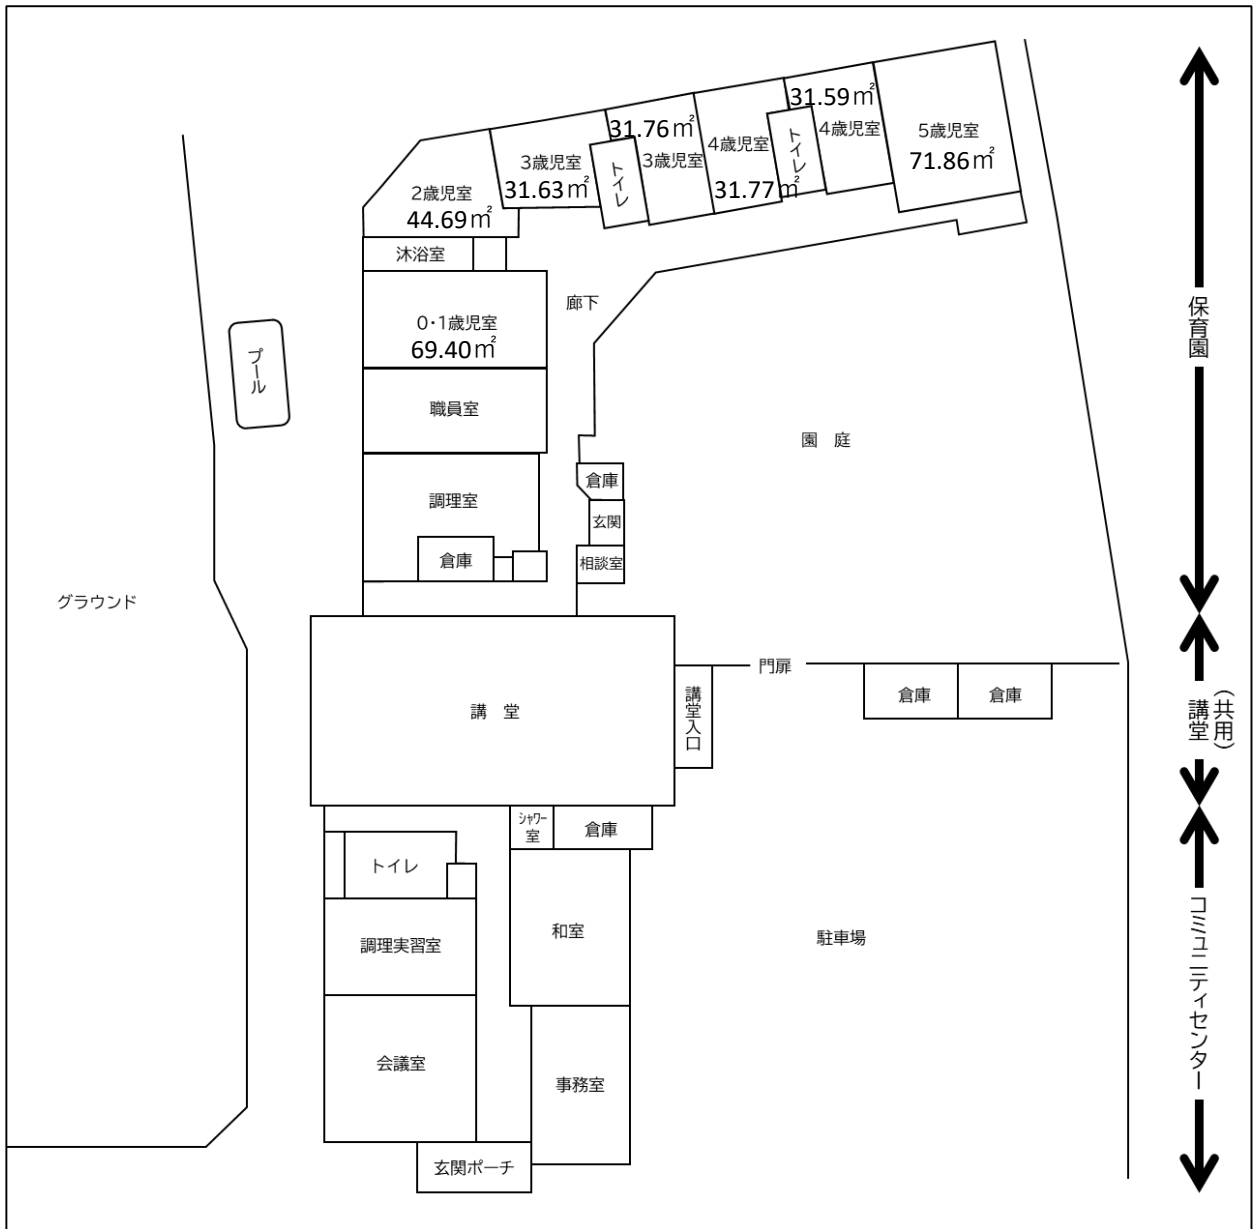 31.59㎡
31.76㎡
トイレ
4歳児室
5歳児室
71.86㎡
4歳児室
31.77㎡
3歳児室
31.63㎡
トイレ
3歳児室
2歳児室
44.69㎡
沐浴室
廊下
0・1歳児室
69.40㎡
プール
職員室
園　庭
調理室
倉庫
倉庫
玄関
相談室
グラウンド
保育園
講　堂
講堂入口
門扉
倉庫
倉庫
講堂
（共用）
シャワー
室
倉庫
トイレ
調理実習室
和室
駐車場
会議室
事務室
玄関ポーチ
コミュニティセンター